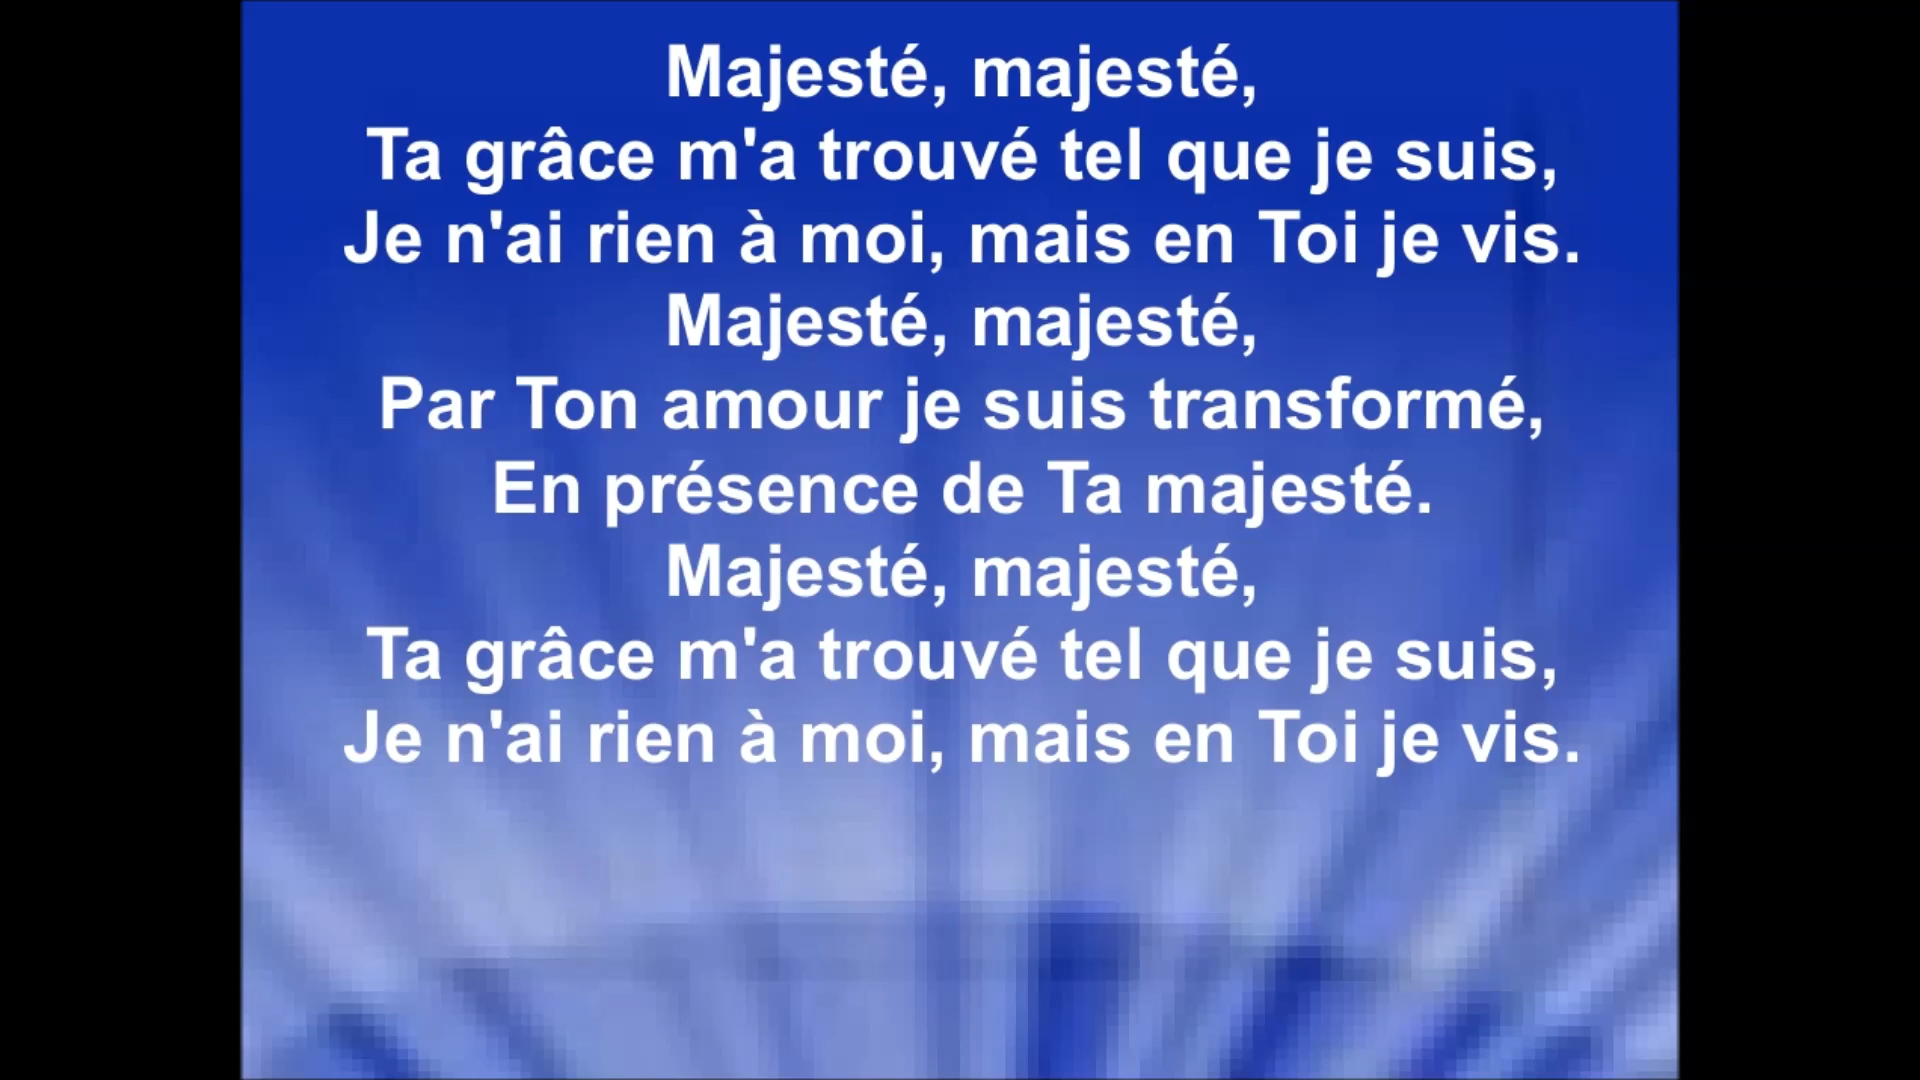 Majesté, majesté,
Ta grâce m'a trouvé tel que je suis,
Je n'ai rien à moi, mais en Toi je vis.
Majesté, majesté,
Par Ton amour je suis transformé,
En présence de Ta majesté.
Majesté, majesté,
Ta grâce m'a trouvé tel que je suis,
Je n'ai rien à moi, mais en Toi je vis.